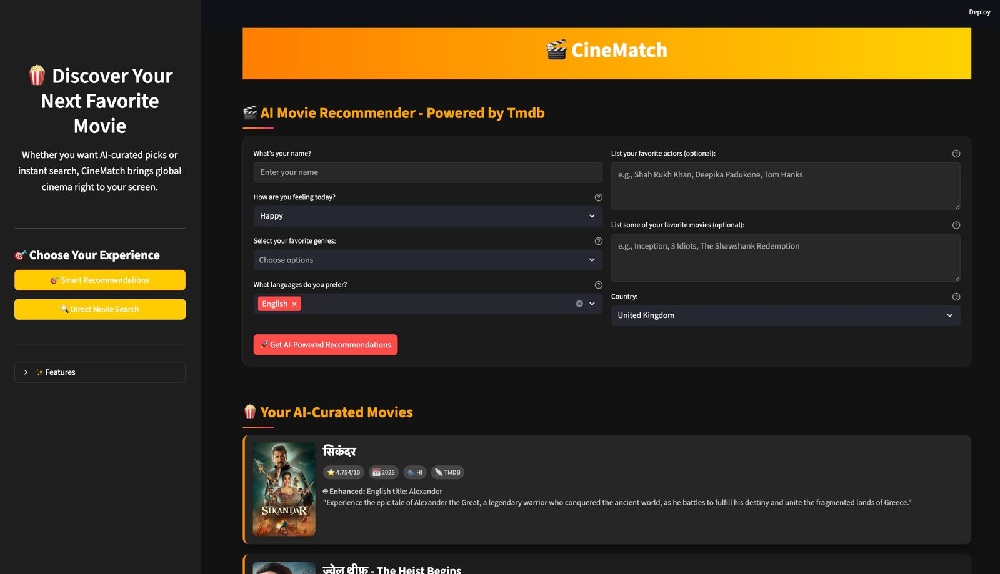 Deploy
🍿 Discover Your
Next Favorite
Movie
Whether you want AI-curated picks or
instant search, CineMatch brings global
cinema right to your screen.
🎯 Choose Your Experience
🎯 Smart Recommendations
🔍 Direct Movie Search
✨ Features
🎬 CineMatch
🎬 AI Movie Recommender - Powered by Tmdb
What's your name?
Enter your name
How are you feeling today?
Happy
Select your favorite genres:
Choose options
What languages do you prefer?
English ×
List your favorite actors (optional):
e.g., Shah Rukh Khan, Deepika Padukone, Tom Hanks
List some of your favorite movies (optional):
e.g., Inception, 3 Idiots, The Shawshank Redemption
Country:
United Kingdom
🚀 Get AI-Powered Recommendations
🍿 Your AI-Curated Movies
SIKANDAR
सिकंदर
⭐ 4.754/10 📅 2025 🗣️ HI 📡 TMDB
Enhanced: English title: Alexander
"Experience the epic tale of Alexander the Great, a legendary warrior who conquered the ancient world, as he battles to fulfill his destiny and unite the fragmented lands of Greece."
ज्वेल थीफ़ - The Heist Begins